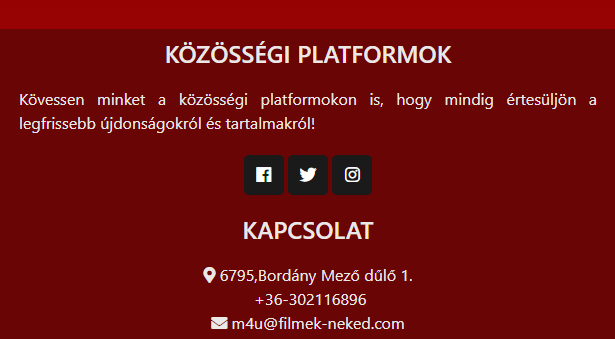 KÖZÖSSÉGI PLATFORMOK
Kövessen minket a közösségi platformokon is, hogy mindig értesüljön a
legfrissebb újdonságokról és tartalmakról!
KAPCSOLAT
6795,Bordány Mező dűlő 1.
+36-302116896
m4u@filmek-neked.com